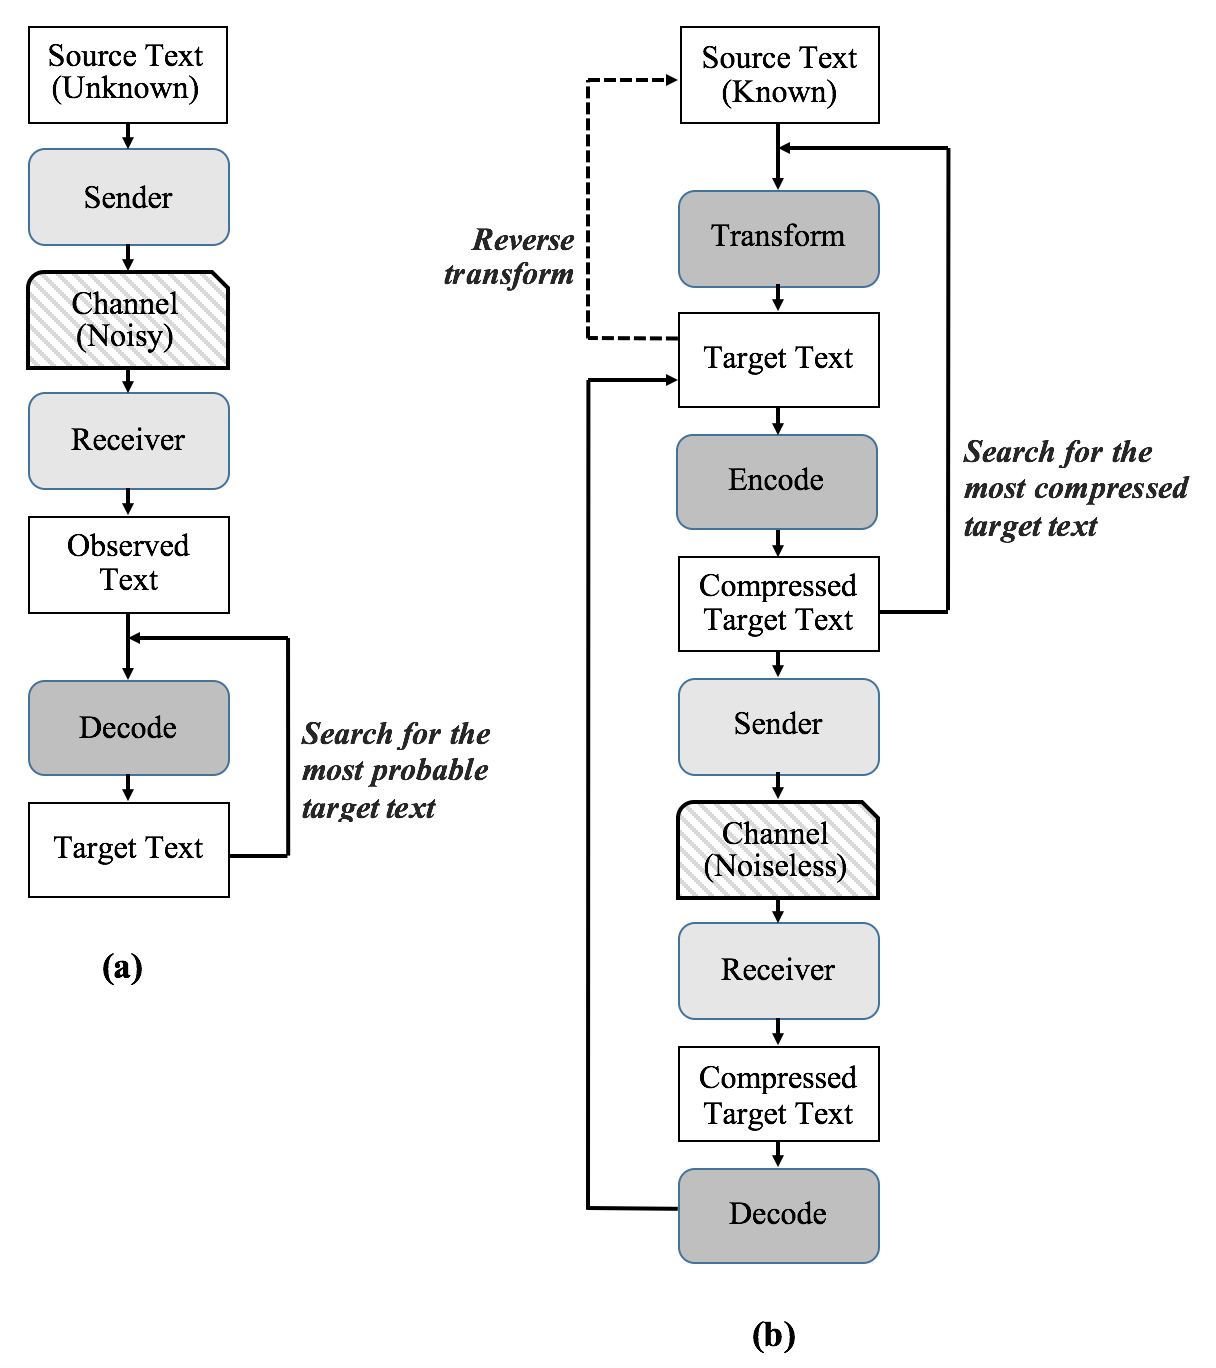 Source Text
(Unknown)
Sender
Channel
(Noisy)
Receiver
Observed
Text
Decode
Search for the
most probable
target text
Target Text
(a)
Source Text
(Known)
Transform
Reverse
transform
Target Text
Encode
Search for the
most compressed
target text
Compressed
Target Text
Sender
Channel
(Noiseless)
Receiver
Compressed
Target Text
Decode
(b)